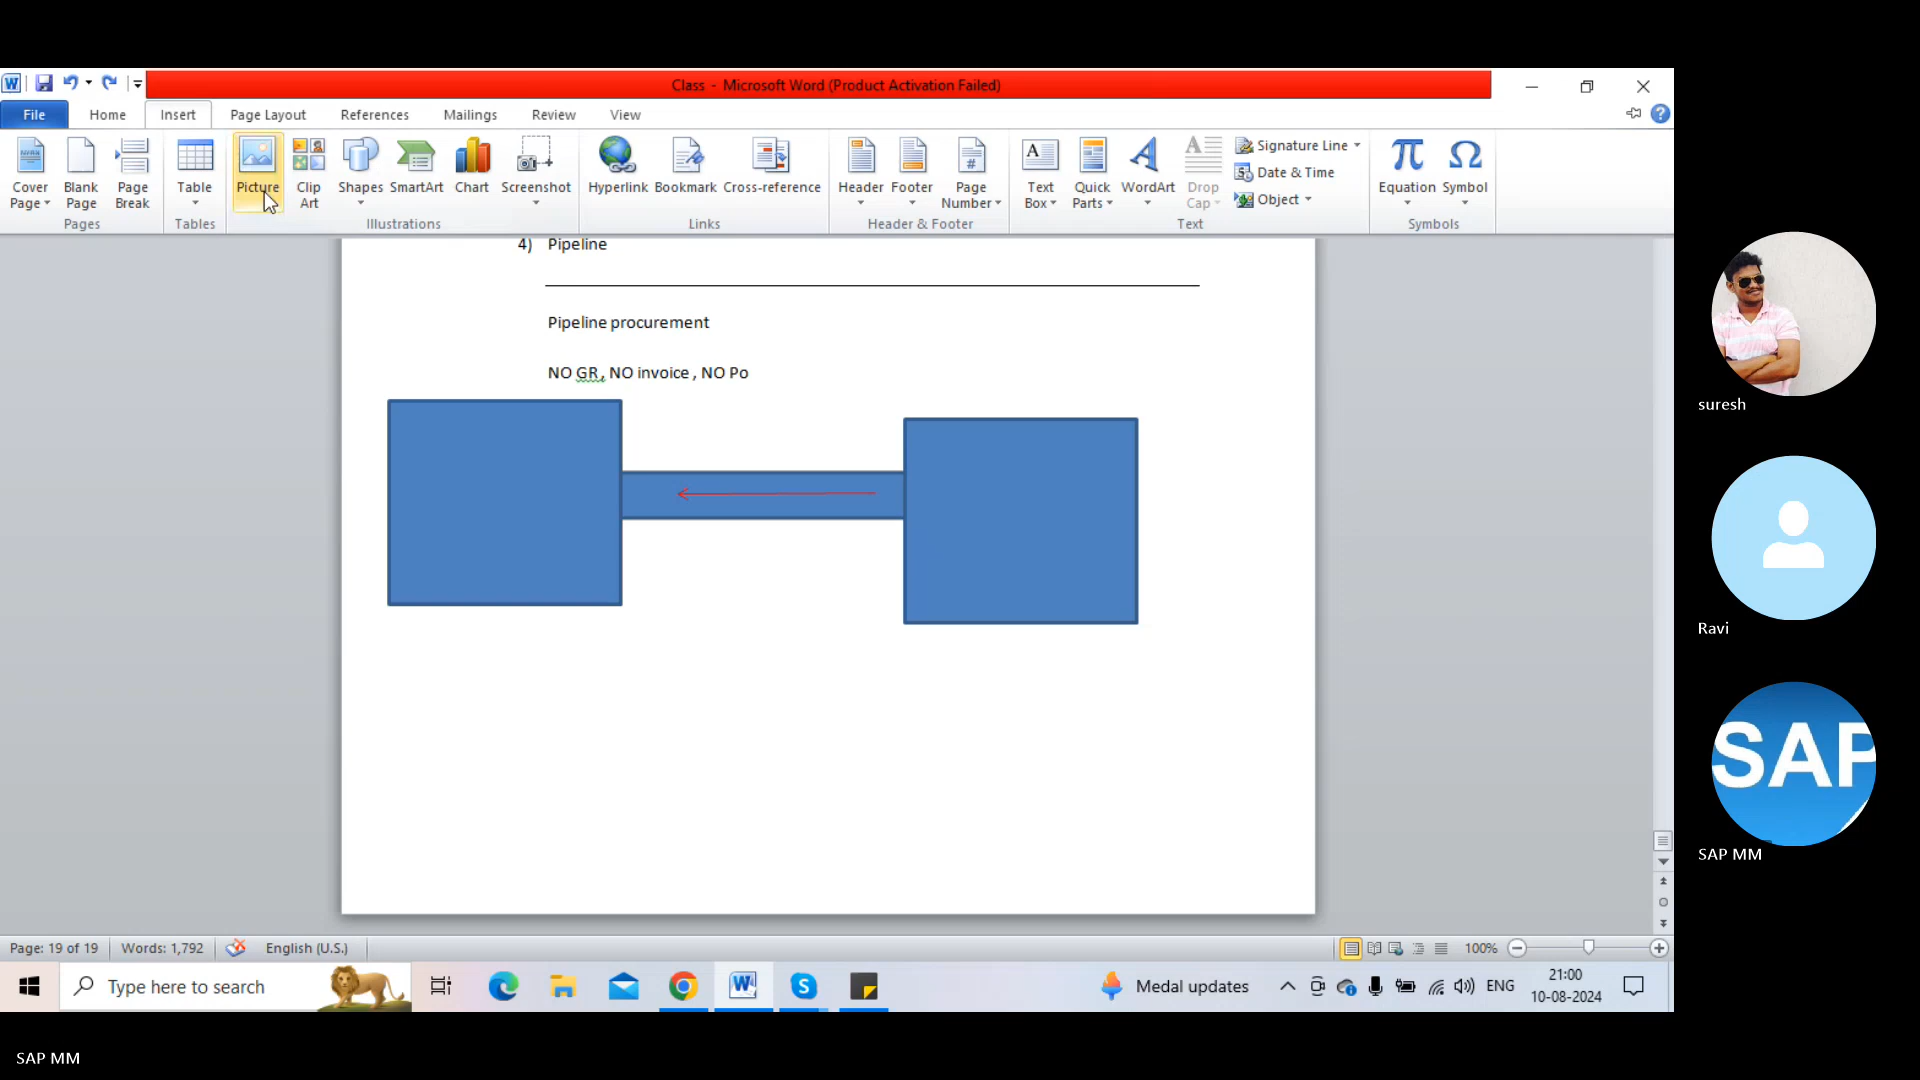 Class - Microsoft Word (Product Activation Failed)
File Home Insert Page Layout References Mailings Review View
Cover Page Blank Page Page Break Table Picture Clip Art Shapes SmartArt Chart Screenshot Hyperlink Bookmark Cross-reference Header Footer Page Number Text Box Quick Parts WordArt Drop Cap Signature Line Date & Time Object Equation Symbol
Pages Tables Illustrations Links Header & Footer Text Symbols
4) Pipeline
Pipeline procurement
NO GR , NO invoice , NO Po
suresh
Ravi
SAP
SAP MM
Page: 19 of 19 Words: 1,792 English (U.S.) 100%
Type here to search Medal updates ENG 21:00
10-08-2024
SAP MM